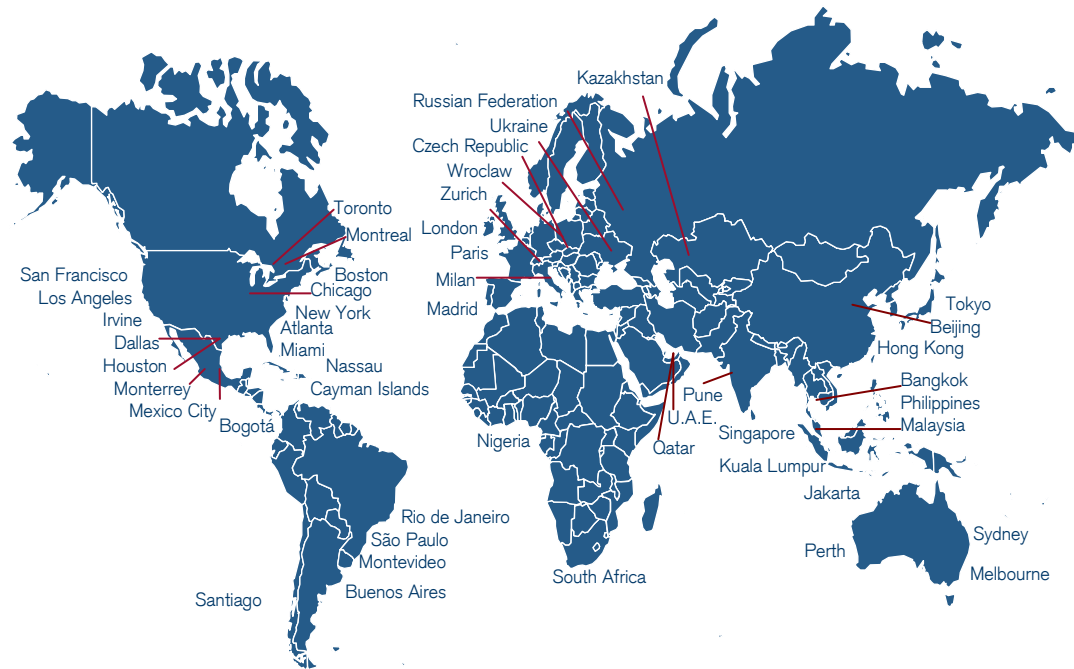 Kazakhstan
Russian Federation
Ukraine
Czech Republic
Wroclaw
Zurich
London
Paris
Milan
Madrid
Toronto
Montreal
Boston
Chicago
San Francisco
Los Angeles
New York
Irvine
Atlanta
Dallas
Miami
Houston
Nassau
Monterrey
Cayman Islands
Mexico City
Bogotá
Tokyo
Beijing
Hong Kong
Bangkok
Pune
Philippines
U.A.E.
Malaysia
Singapore
Nigeria
Qatar
Kuala Lumpur
Jakarta
Rio de Janeiro
São Paulo
Montevideo
Buenos Aires
Santiago
South Africa
Perth
Sydney
Melbourne